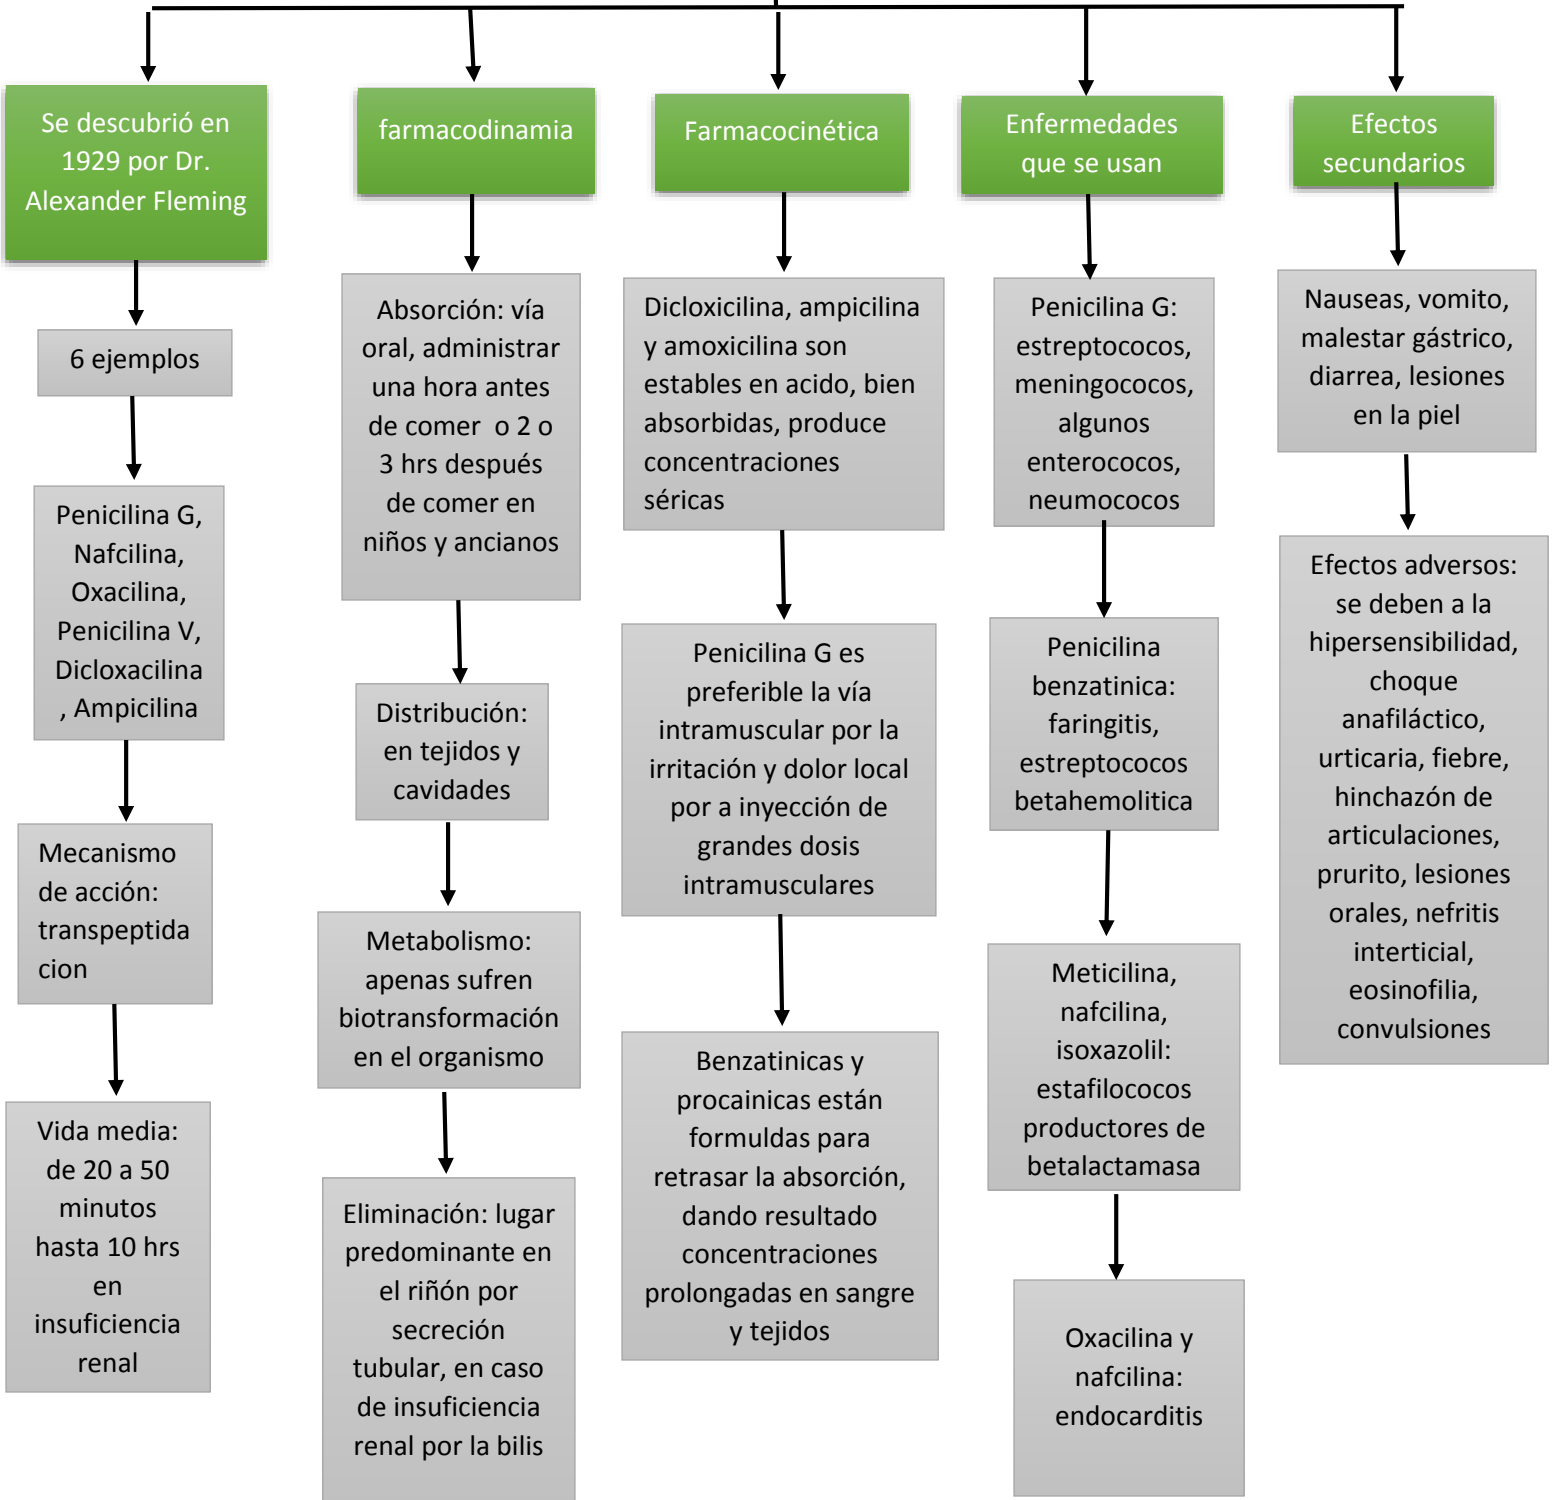 Se descubrió en
1929 por Dr.
Alexander Fleming
6 ejemplos
Penicilina G,
Nafcilina,
Oxacilina,
Penicilina V,
Dicloxacilina
, Ampicilina
Mecanismo
de acción:
transpeptida
cion
Vida media:
de 20 a 50
minutos
hasta 10 hrs
en
insuficiencia
renal
farmacodinamia
Absorción: vía
oral, administrar
una hora antes
de comer o 2 o
3 hrs después
de comer en
niños y ancianos
Distribución:
en tejidos y
cavidades
Metabolismo:
apenas sufren
biotransformación
en el organismo
Eliminación: lugar
predominante en
el riñón por
secreción
tubular, en caso
de insuficiencia
renal por la bilis
Farmacocinética
Dicloxicilina, ampicilina
y amoxicilina son
estables en acido, bien
absorbidas, produce
concentraciones
séricas
Penicilina G es
preferible la vía
intramuscular por la
irritación y dolor local
por a inyección de
grandes dosis
intramusculares
Benzatinicas y
procainicas están
formuldas para
retrasar la absorción,
dando resultado
concentraciones
prolongadas en sangre
y tejidos
Enfermedades
que se usan
Penicilina G:
estreptococos,
meningococos,
algunos
enterococos,
neumococos
Penicilina
benzatinica:
faringitis,
estreptococos
betahemolitica
Meticilina,
nafcilina,
isoxazolil:
estafilococos
productores de
betalactamasa
Oxacilina y
nafcilina:
endocarditis
Efectos
secundarios
Nauseas, vomito,
malestar gástrico,
diarrea, lesiones
en la piel
Efectos adversos:
se deben a la
hipersensibilidad,
choque
anafiláctico,
urticaria, fiebre,
hinchazón de
articulaciones,
prurito, lesiones
orales, nefritis
interticial,
eosinofilia,
convulsiones